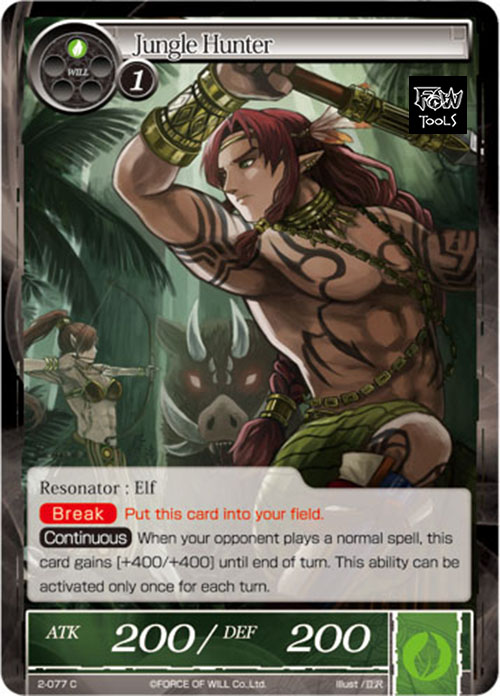 Jungle Hunter
WILL
1
FOW
TOOLS
Resonator : Elf
Break Put this card into your field.
Continuous When your opponent plays a normal spell, this
card gains [+400/+400] until end of turn. This ability can be
activated only once for each turn.
ATK 200/ DEF 200
2-077 C ©FORCE OF WILL Co.,Ltd. Illust /